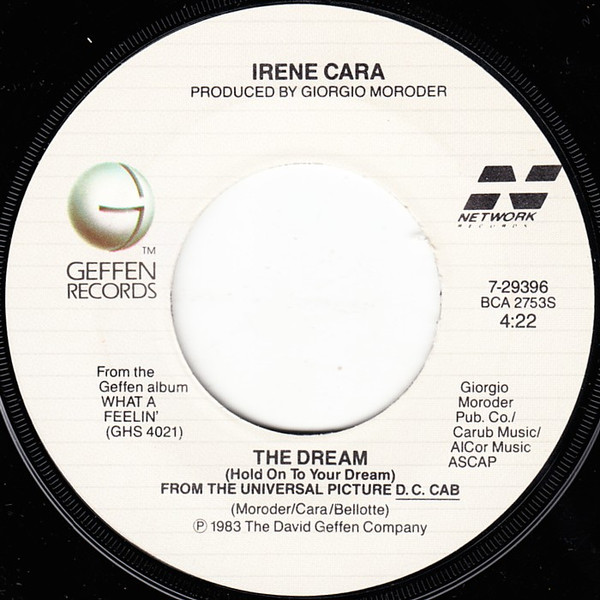 IRENE CARA
PRODUCED BY GIORGIO MORODER
G
TM
GEFFEN
RECORDS
N
NETWORK
RECORDS
7-29396
BCA 2753S
4:22
From the
Geffen album
WHAT A
FEELIN'
(GHS 4021)
Giorgio
Moroder
Pub. Co./
Carub Music/
AlCor Music
ASCAP
THE DREAM
(Hold On To Your Dream)
FROM THE UNIVERSAL PICTURE D.C. CAB
(Moroder/Cara/Bellotte)
Ⓟ 1983 The David Geffen Company